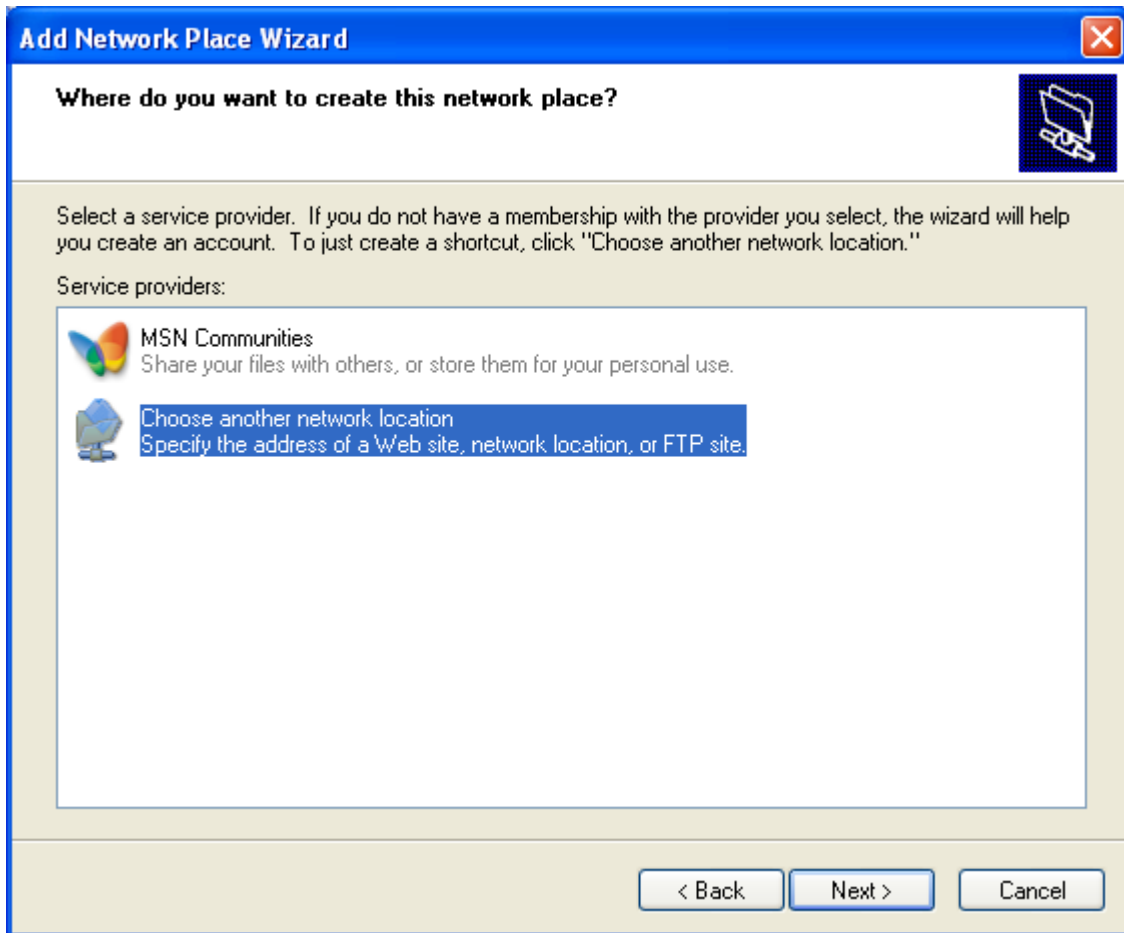 Add Network Place Wizard
Where do you want to create this network place?
Select a service provider.  If you do not have a membership with the provider you select, the wizard will help
you create an account.  To just create a shortcut, click "Choose another network location."
Service providers:
MSN Communities
Share your files with others, or store them for your personal use.
Choose another network location
Specify the address of a Web site, network location, or FTP site.
< Back
Next >
Cancel